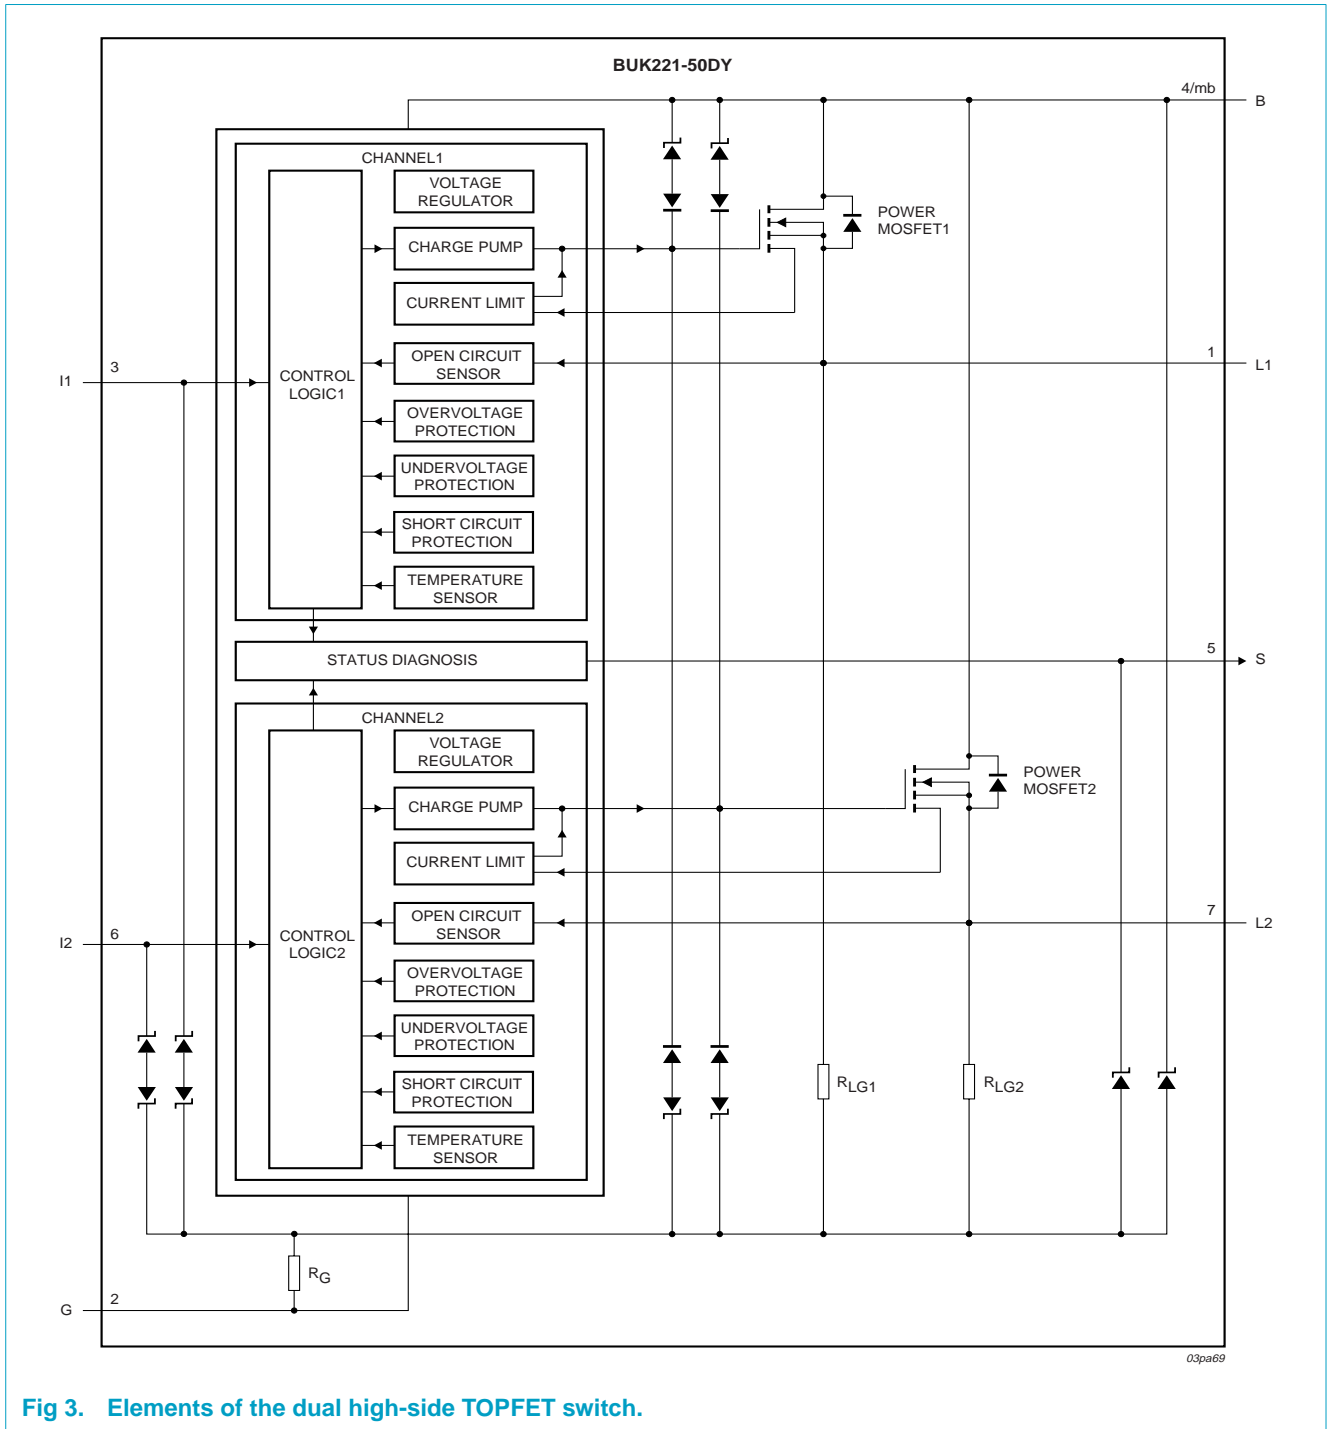 BUK221-50DY
4/mb
B
CHANNEL1
VOLTAGE
REGULATOR
POWER
MOSFET1
CHARGE PUMP
CURRENT LIMIT
3
I1
OPEN CIRCUIT
SENSOR
1
L1
CONTROL
LOGIC1
OVERVOLTAGE
PROTECTION
UNDERVOLTAGE
PROTECTION
SHORT CIRCUIT
PROTECTION
TEMPERATURE
SENSOR
STATUS DIAGNOSIS
5
S
CHANNEL2
VOLTAGE
REGULATOR
POWER
MOSFET2
CHARGE PUMP
CURRENT LIMIT
6
I2
OPEN CIRCUIT
SENSOR
7
L2
CONTROL
LOGIC2
OVERVOLTAGE
PROTECTION
UNDERVOLTAGE
PROTECTION
SHORT CIRCUIT
PROTECTION
TEMPERATURE
SENSOR
RLG1
RLG2
RG
2
G
03pa69
Fig 3. Elements of the dual high-side TOPFET switch.